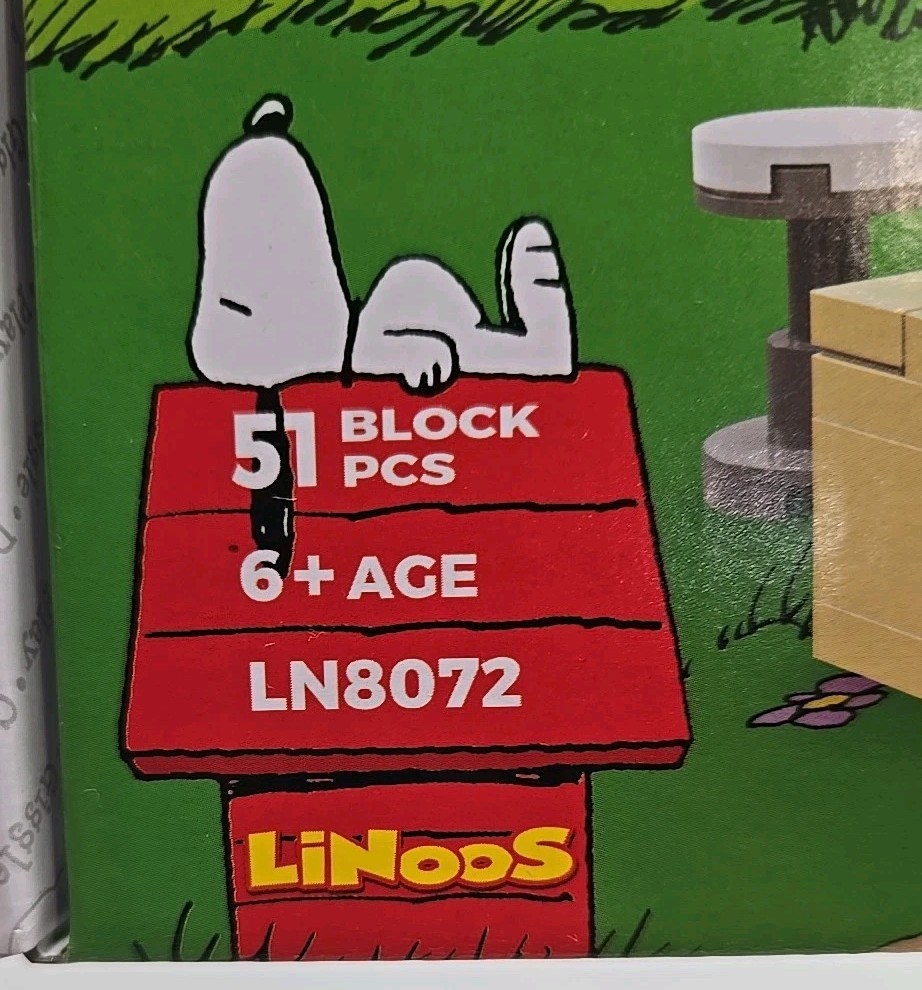 51 BLOCK
PCS
6+ AGE
LN8072
LiNooS